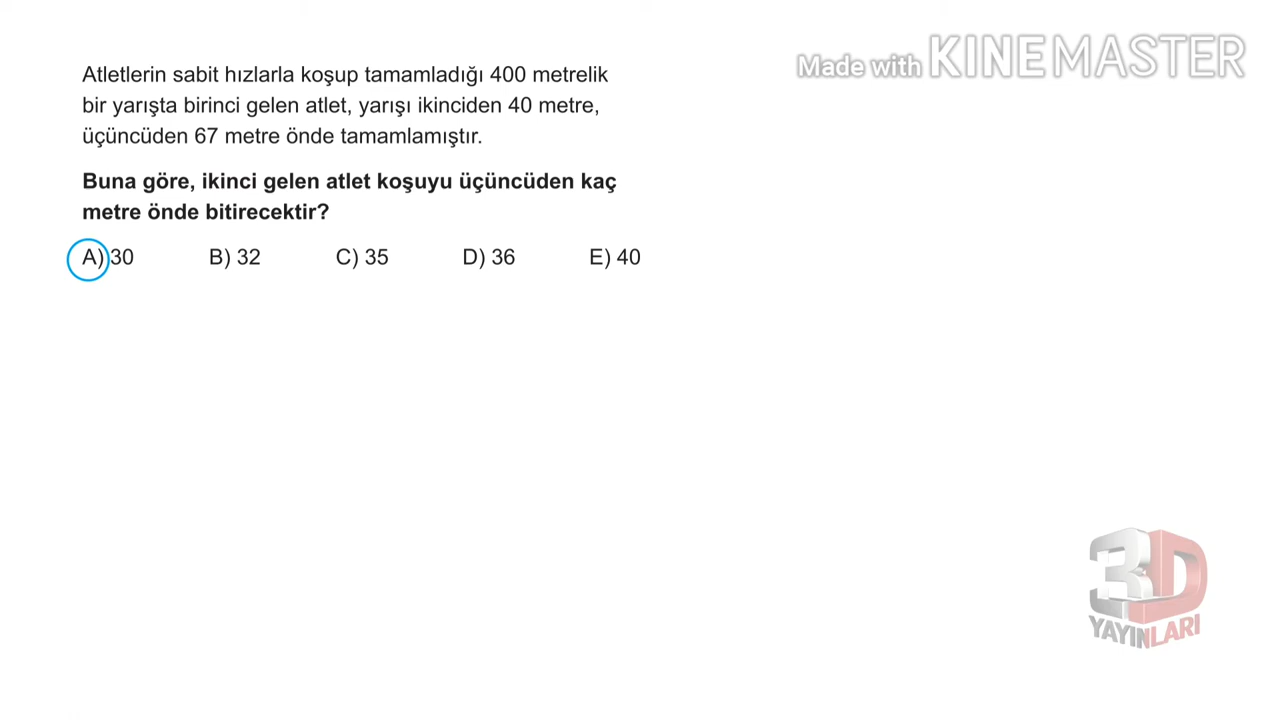 Made with KINEMASTER
Atletlerin sabit hızlarla koşup tamamladığı 400 metrelik
bir yarışta birinci gelen atlet, yarışı ikinciden 40 metre,
üçüncüden 67 metre önde tamamlamıştır.
Buna göre, ikinci gelen atlet koşuyu üçüncüden kaç
metre önde bitirecektir?
A) 30 B) 32 C) 35 D) 36 E) 40
3D
YAYINLARI